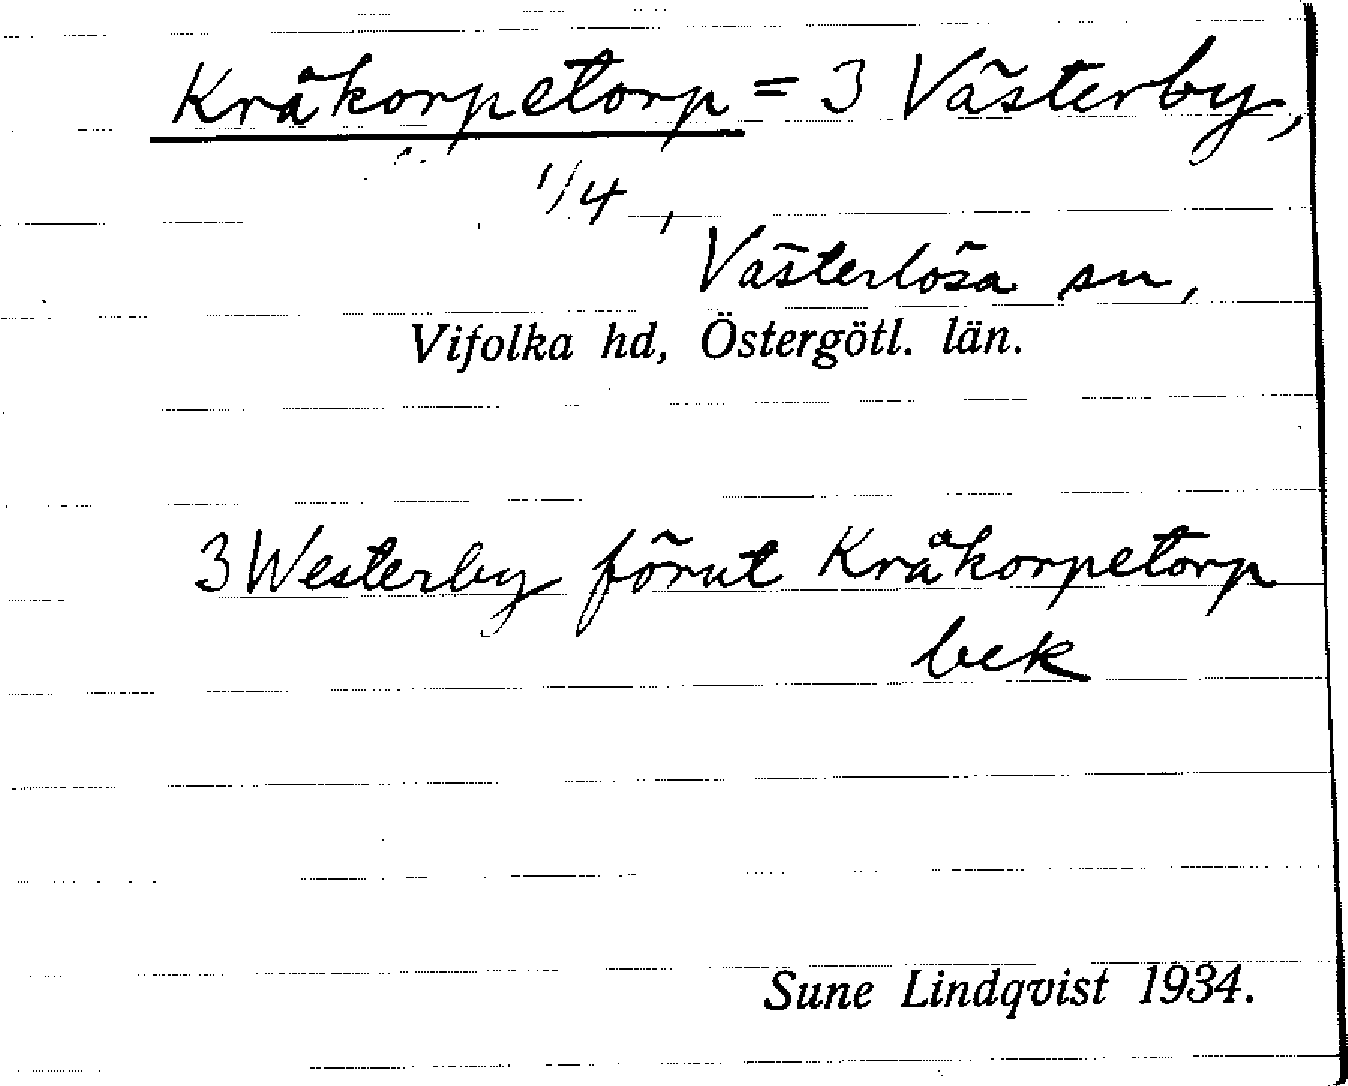 Kråkorpetorp = 3 Västerby,
1/4,
Västerlösa sn,
Vifolka hd, Östergötl. län.
3 Westerby förut Kråkorpetorp
bek
Sune Lindqvist 1934.